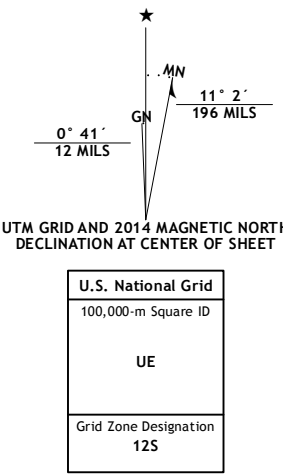 ★
MN
GN
11° 2´
196 MILS
0° 41´
12 MILS
UTM GRID AND 2014 MAGNETIC NORTH
DECLINATION AT CENTER OF SHEET
U.S. National Grid
100,000-m Square ID
UE
Grid Zone Designation
12S